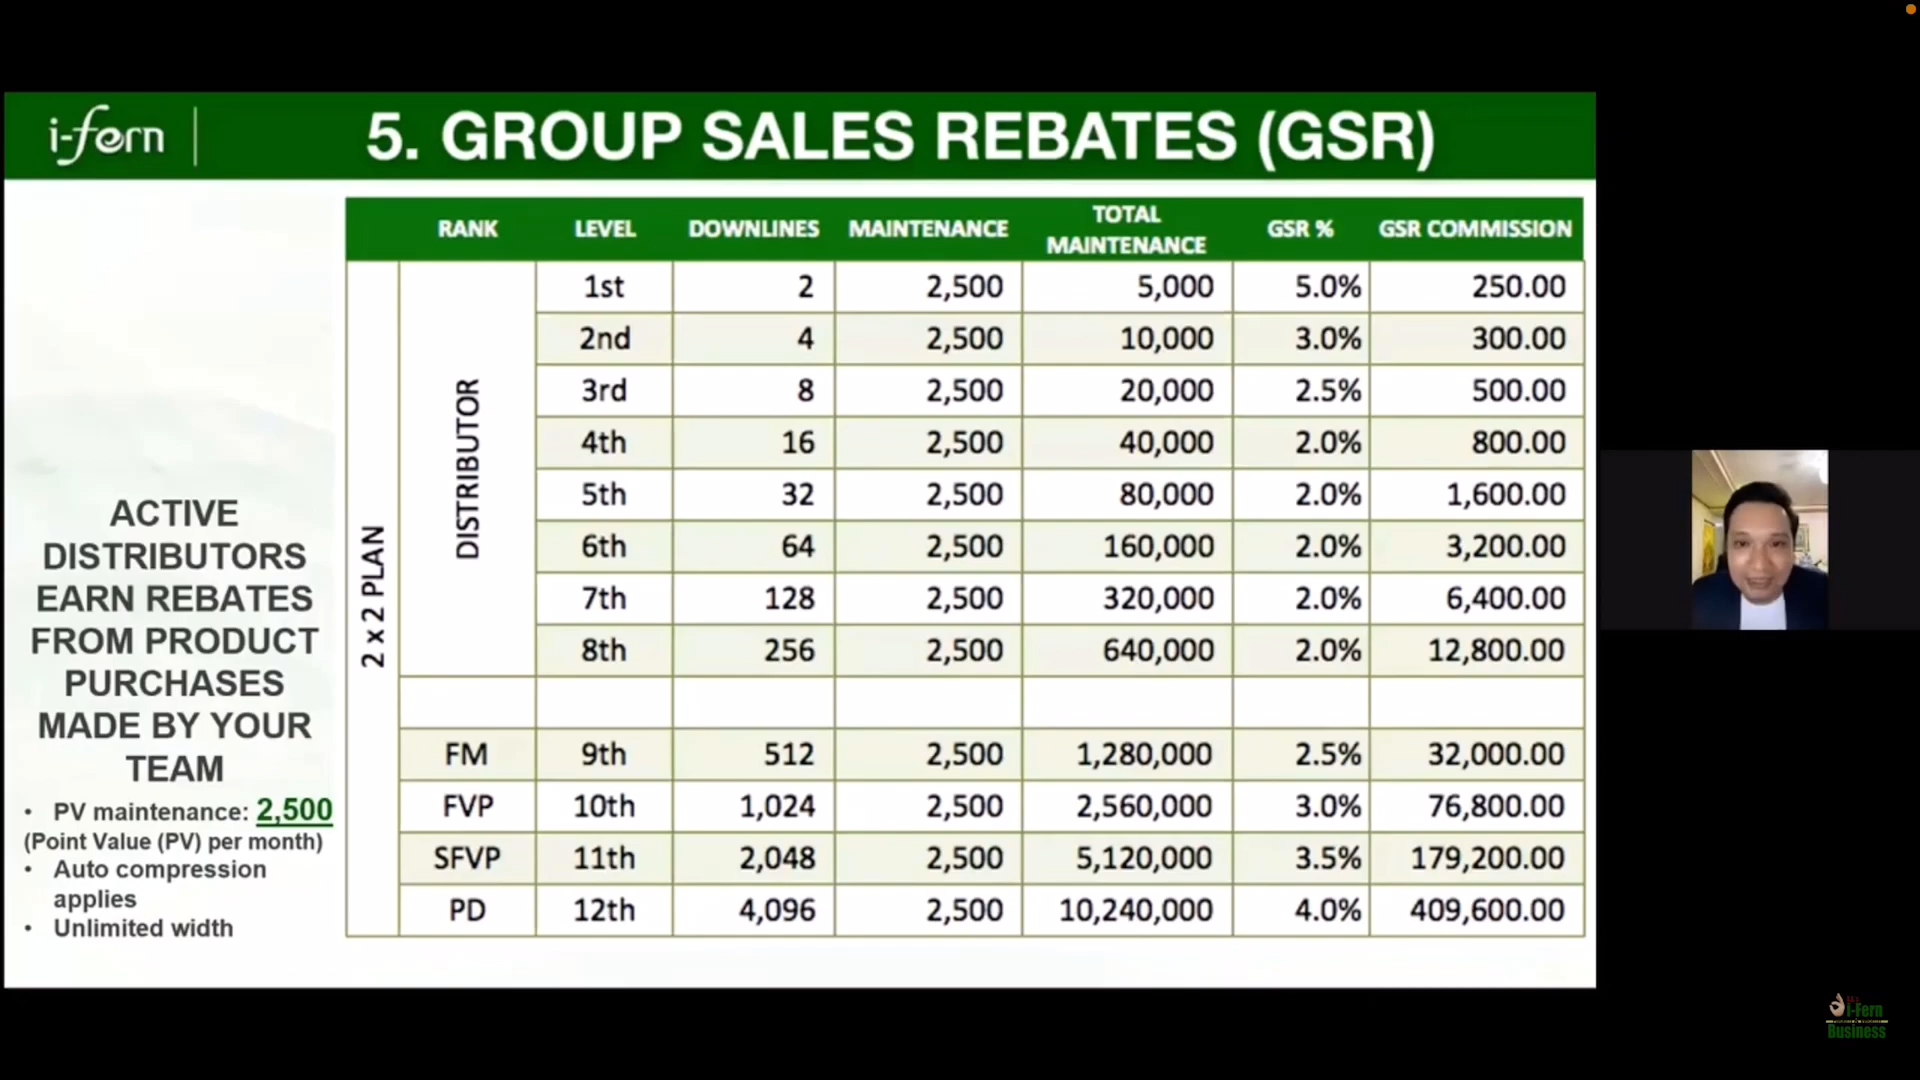 i-fern
5. GROUP SALES REBATES (GSR)
RANK LEVEL DOWNLINES MAINTENANCE TOTAL MAINTENANCE GSR % GSR COMMISSION
2 x 2 PLAN
DISTRIBUTOR
1st 2 2,500 5,000 5.0% 250.00
2nd 4 2,500 10,000 3.0% 300.00
3rd 8 2,500 20,000 2.5% 500.00
4th 16 2,500 40,000 2.0% 800.00
5th 32 2,500 80,000 2.0% 1,600.00
6th 64 2,500 160,000 2.0% 3,200.00
7th 128 2,500 320,000 2.0% 6,400.00
8th 256 2,500 640,000 2.0% 12,800.00
FM 9th 512 2,500 1,280,000 2.5% 32,000.00
FVP 10th 1,024 2,500 2,560,000 3.0% 76,800.00
SFVP 11th 2,048 2,500 5,120,000 3.5% 179,200.00
PD 12th 4,096 2,500 10,240,000 4.0% 409,600.00
ACTIVE
DISTRIBUTORS
EARN REBATES
FROM PRODUCT
PURCHASES
MADE BY YOUR
TEAM
• PV maintenance: 2,500
(Point Value (PV) per month)
• Auto compression
applies
• Unlimited width
i-Fern
Business